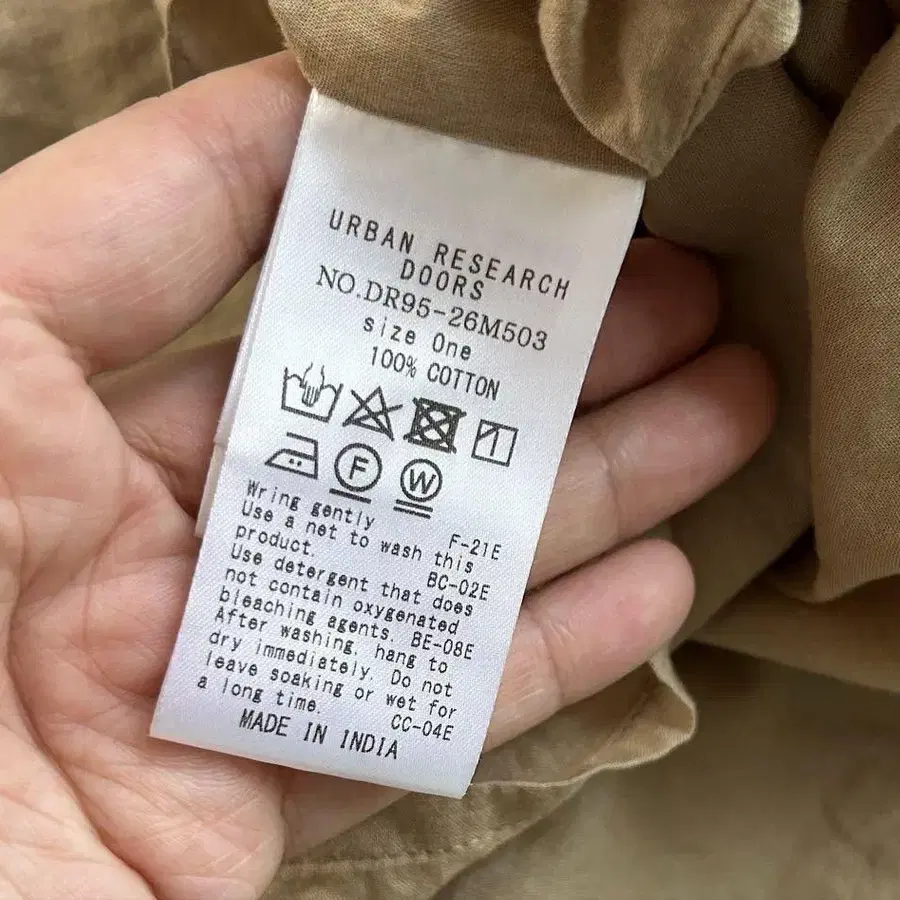 URBAN RESEARCH
DOORS
NO.DR95-26M503
size One
100% COTTON
F W
Wring gently F-21E
Use a net to wash this
product. BC-02E
Use detergent that does
not contain oxygenated
bleaching agents. BE-08E
After washing, hang to
dry immediately. Do not
leave soaking or wet for
a long time. CC-04E
MADE IN INDIA